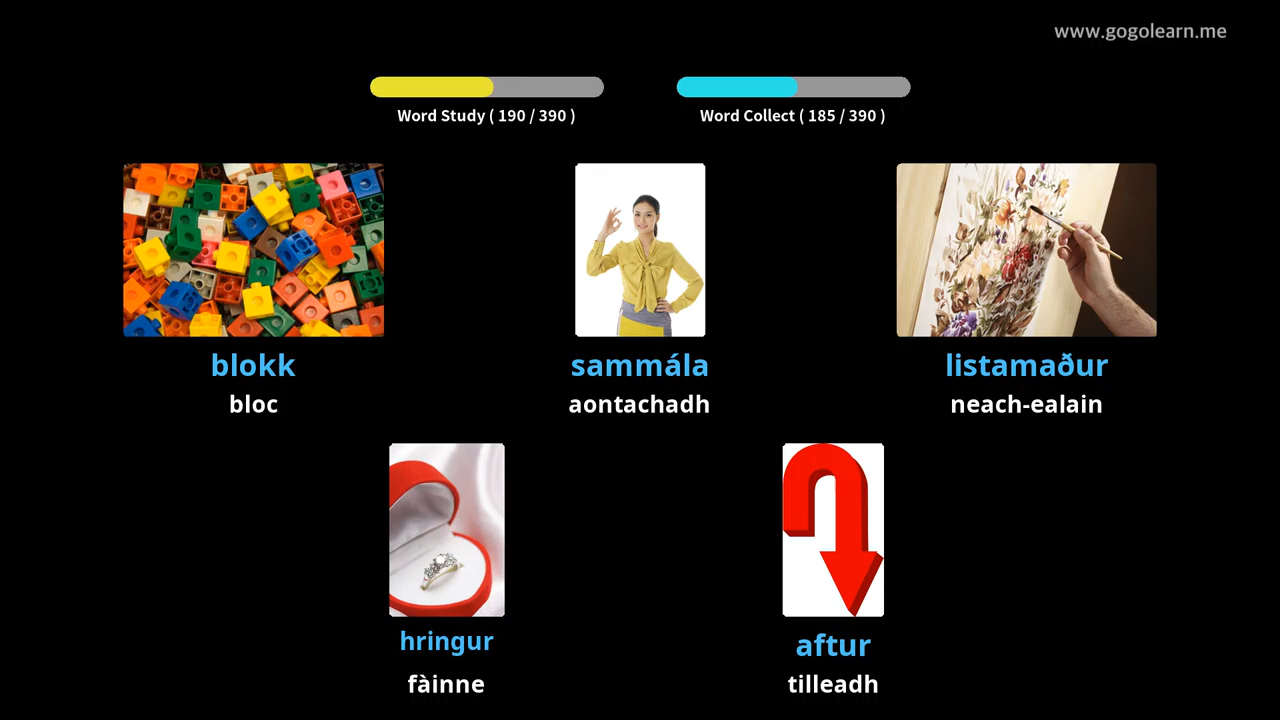 www.gogolearn.me
Word Study ( 190 / 390 )
Word Collect ( 185 / 390 )
blokk
bloc
sammála
aontachadh
listamaður
neach-ealain
hringur
fàinne
aftur
tilleadh